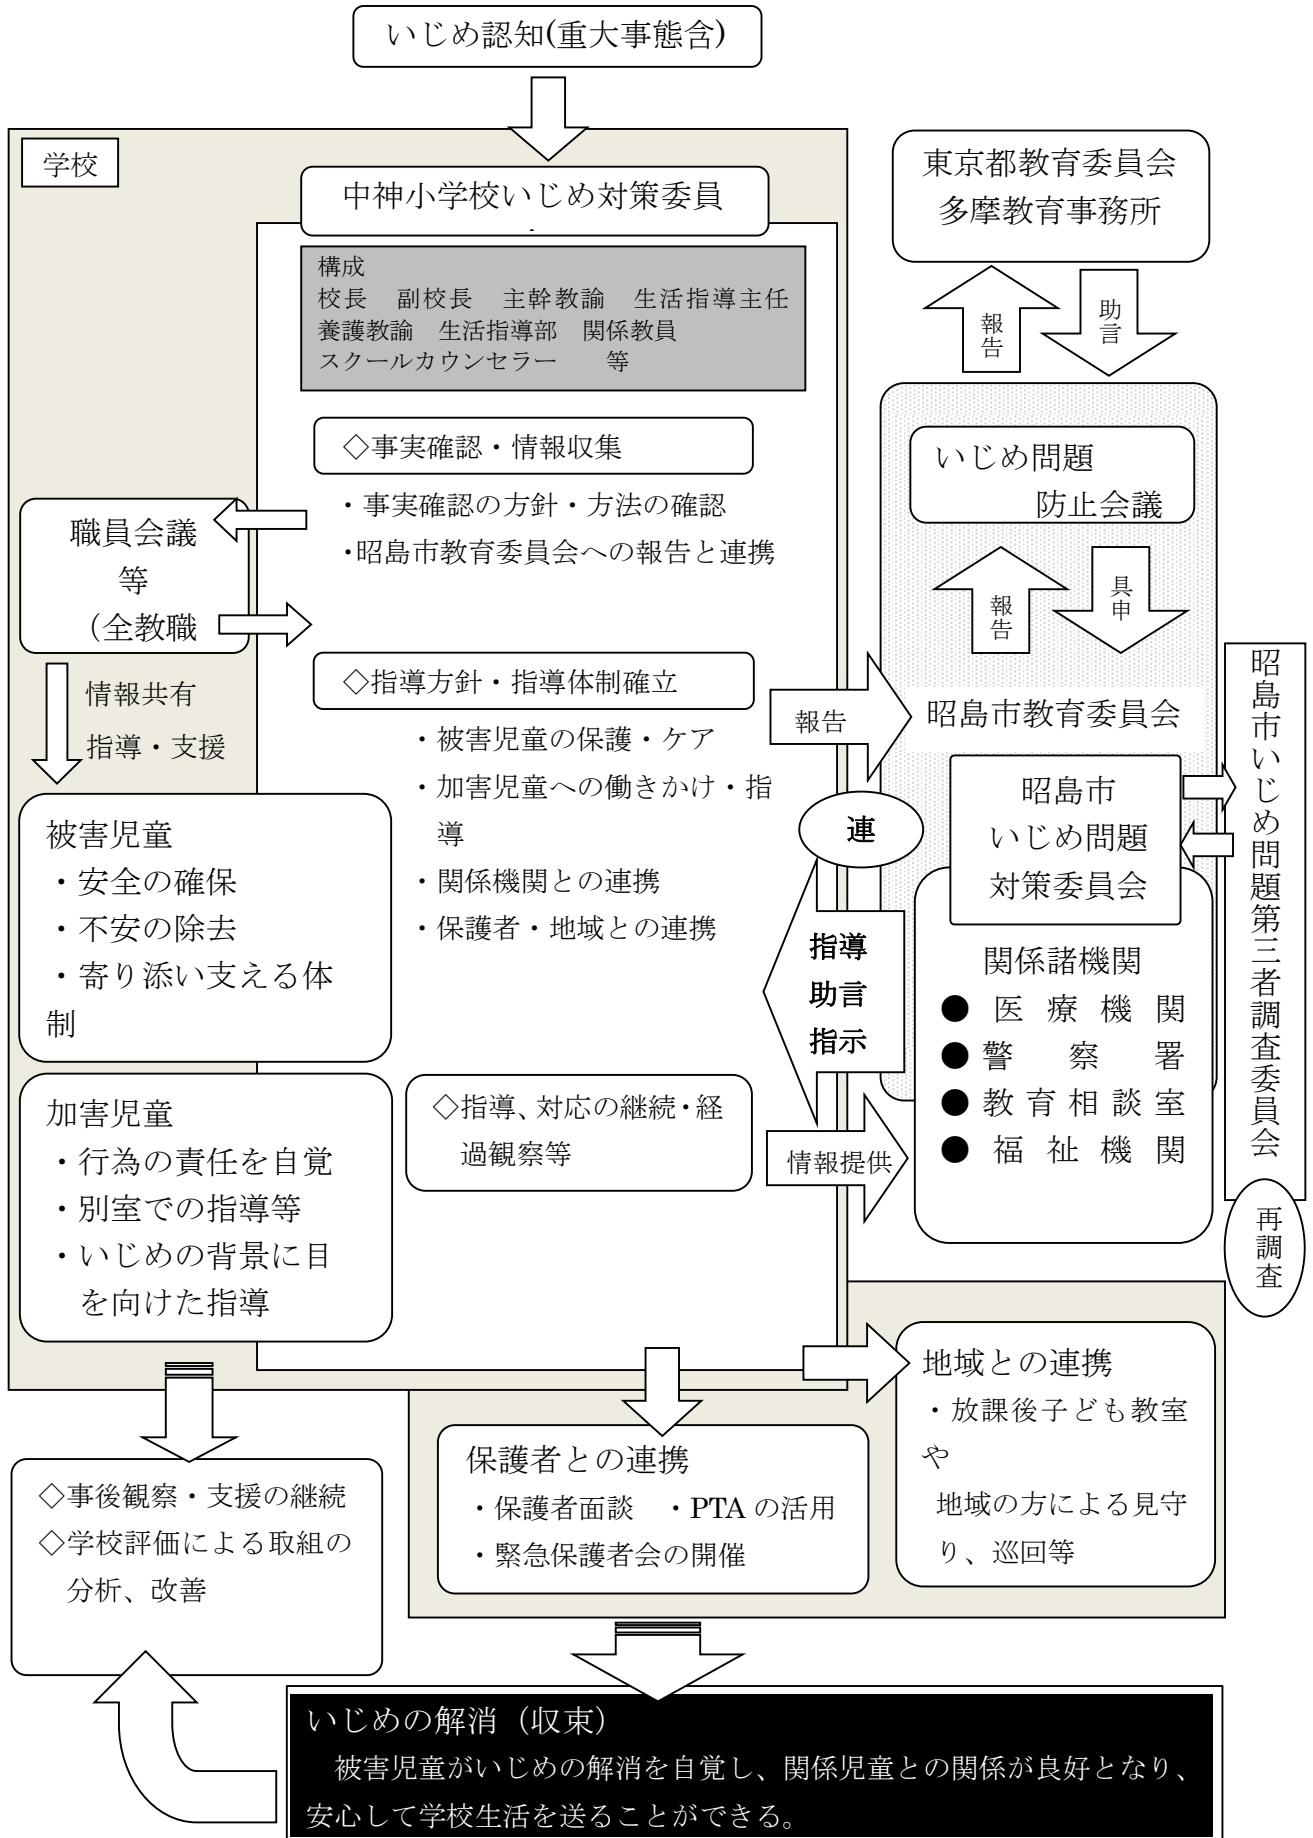 いじめ認知(重大事態含)
学校
中神小学校いじめ対策委員
構成
校長　副校長　主幹教諭　生活指導主任
養護教諭　生活指導部　関係教員
スクールカウンセラー　　等
◇事実確認・情報収集
・事実確認の方針・方法の確認
・昭島市教育委員会への報告と連携
職員会議
等
（全教職
情報共有
指導・支援
◇指導方針・指導体制確立
・被害児童の保護・ケア
・加害児童への働きかけ・指
導
・関係機関との連携
・保護者・地域との連携
被害児童
・安全の確保
・不安の除去
・寄り添い支える体
制
加害児童
・行為の責任を自覚
・別室での指導等
・いじめの背景に目
を向けた指導
◇指導、対応の継続・経
過観察等
東京都教育委員会
多摩教育事務所
報告
助言
いじめ問題
防止会議
報告
具申
報告
昭島市教育委員会
連
指導
助言
指示
情報提供
昭島市
いじめ問題
対策委員会
関係諸機関
● 医療機関
● 警察署
● 教育相談室
● 福祉機関
昭島市いじめ問題第三者調査委員会
再調査
地域との連携
・放課後子ども教室
や
地域の方による見守
り、巡回等
保護者との連携
・保護者面談　・PTA の活用
・緊急保護者会の開催
◇事後観察・支援の継続
◇学校評価による取組の
分析、改善
いじめの解消（収束）
被害児童がいじめの解消を自覚し、関係児童との関係が良好となり、
安心して学校生活を送ることができる。